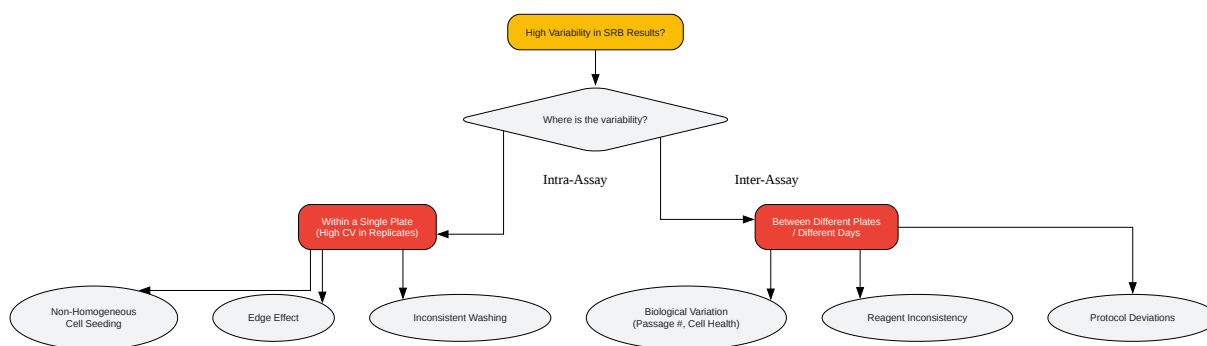 High Variability in SRB Results?
Where is the variability?
Intra-Assay
Inter-Assay
Within a Single Plate
(High CV in Replicates)
Between Different Plates
/ Different Days
Non-Homogeneous
Cell Seeding
Edge Effect
Inconsistent Washing
Biological Variation
(Passage #, Cell Health)
Reagent Inconsistency
Protocol Deviations